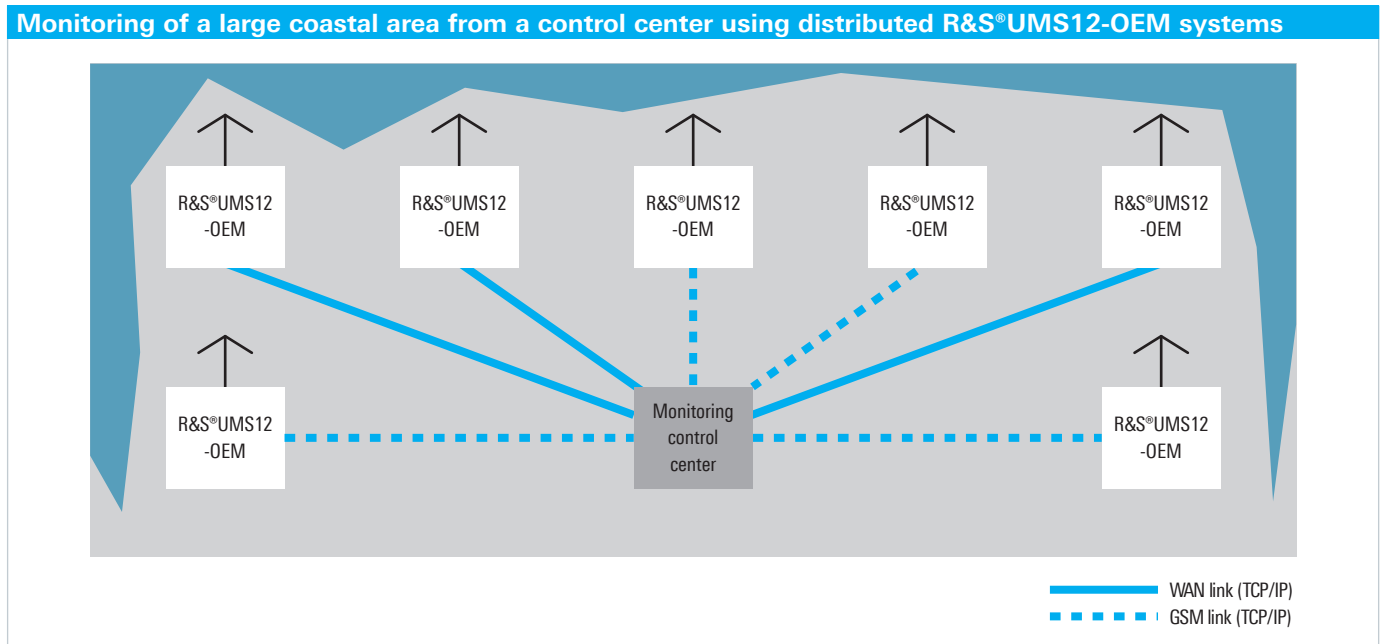 Monitoring of a large coastal area from a control center using distributed R&S®UMS12-OEM systems
R&S®UMS12
-OEM
R&S®UMS12
-OEM
R&S®UMS12
-OEM
R&S®UMS12
-OEM
R&S®UMS12
-OEM
R&S®UMS12
-OEM
Monitoring
control
center
R&S®UMS12
-OEM
WAN link (TCP/IP)
GSM link (TCP/IP)